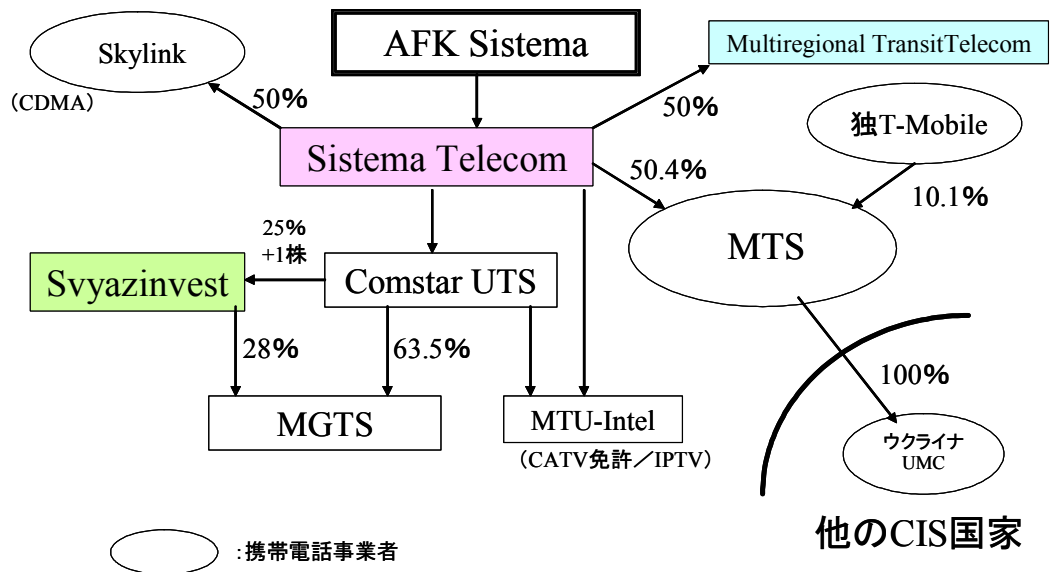 AFK Sistema
Skylink
(CDMA)
Multiregional TransitTelecom
50%
50%
独T-Mobile
Sistema Telecom
50.4%
10.1%
MTS
25%
+1株
Svyazinvest
Comstar UTS
28%
63.5%
100%
MGTS
MTU-Intel
(CATV免許／IPTV)
ウクライナ
UMC
他のCIS国家
:携帯電話事業者